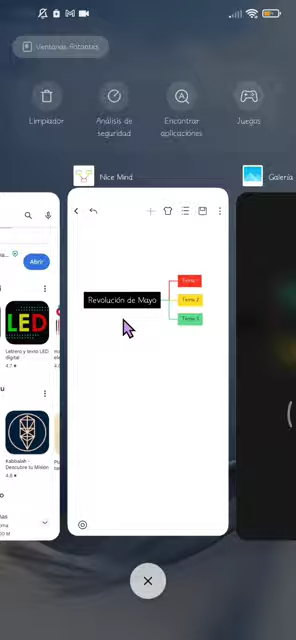 Ventanas flotantes
Limpiador
Análisis de seguridad
Encontrar aplicaciones
Juegos
Nice Mind
Galería
Abrir
LED
Letrero y texto LED digital
4.7 ★
Revolución de Mayo
Tema 1
Tema 2
Tema 3
Kabbalah - Descubre tu Misión
4.8 ★